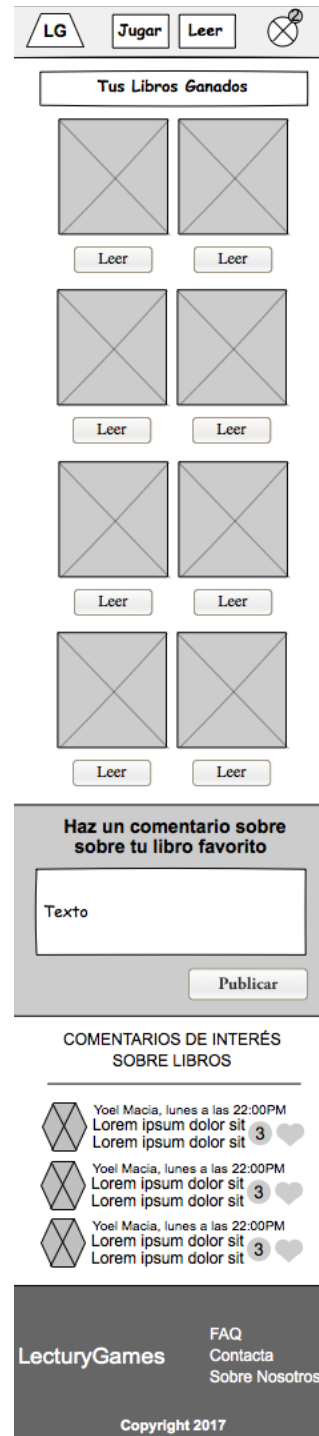 LG
Jugar
Leer
2
Tus Libros Ganados
Leer
Leer
Leer
Leer
Leer
Leer
Leer
Leer
Haz un comentario sobre
sobre tu libro favorito
Texto
Publicar
COMENTARIOS DE INTERÉS
SOBRE LIBROS
Yoel Macia, lunes a las 22:00PM
Lorem ipsum dolor sit
Lorem ipsum dolor sit
3
Yoel Macia, lunes a las 22:00PM
Lorem ipsum dolor sit
Lorem ipsum dolor sit
3
Yoel Macia, lunes a las 22:00PM
Lorem ipsum dolor sit
Lorem ipsum dolor sit
3
LecturyGames
FAQ
Contacta
Sobre Nosotros
Copyright 2017